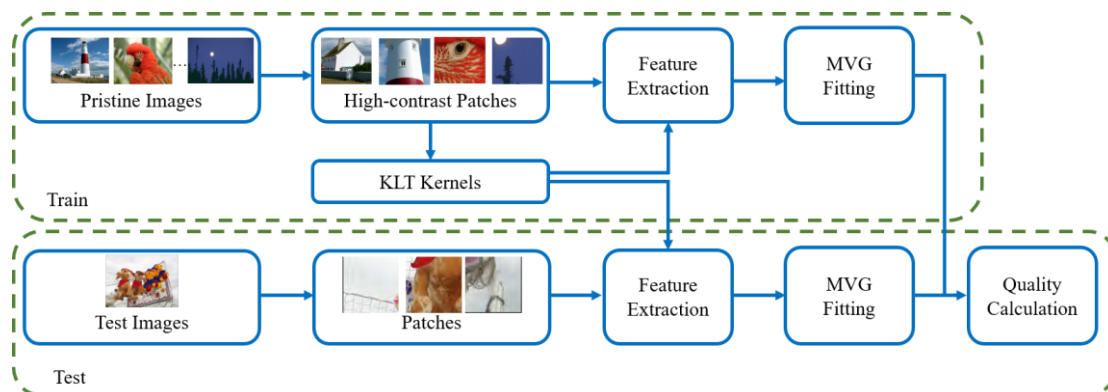 Pristine Images
High-contrast Patches
Feature
Extraction
MVG
Fitting
KLT Kernels
Train
Test Images
Patches
Feature
Extraction
MVG
Fitting
Quality
Calculation
Test